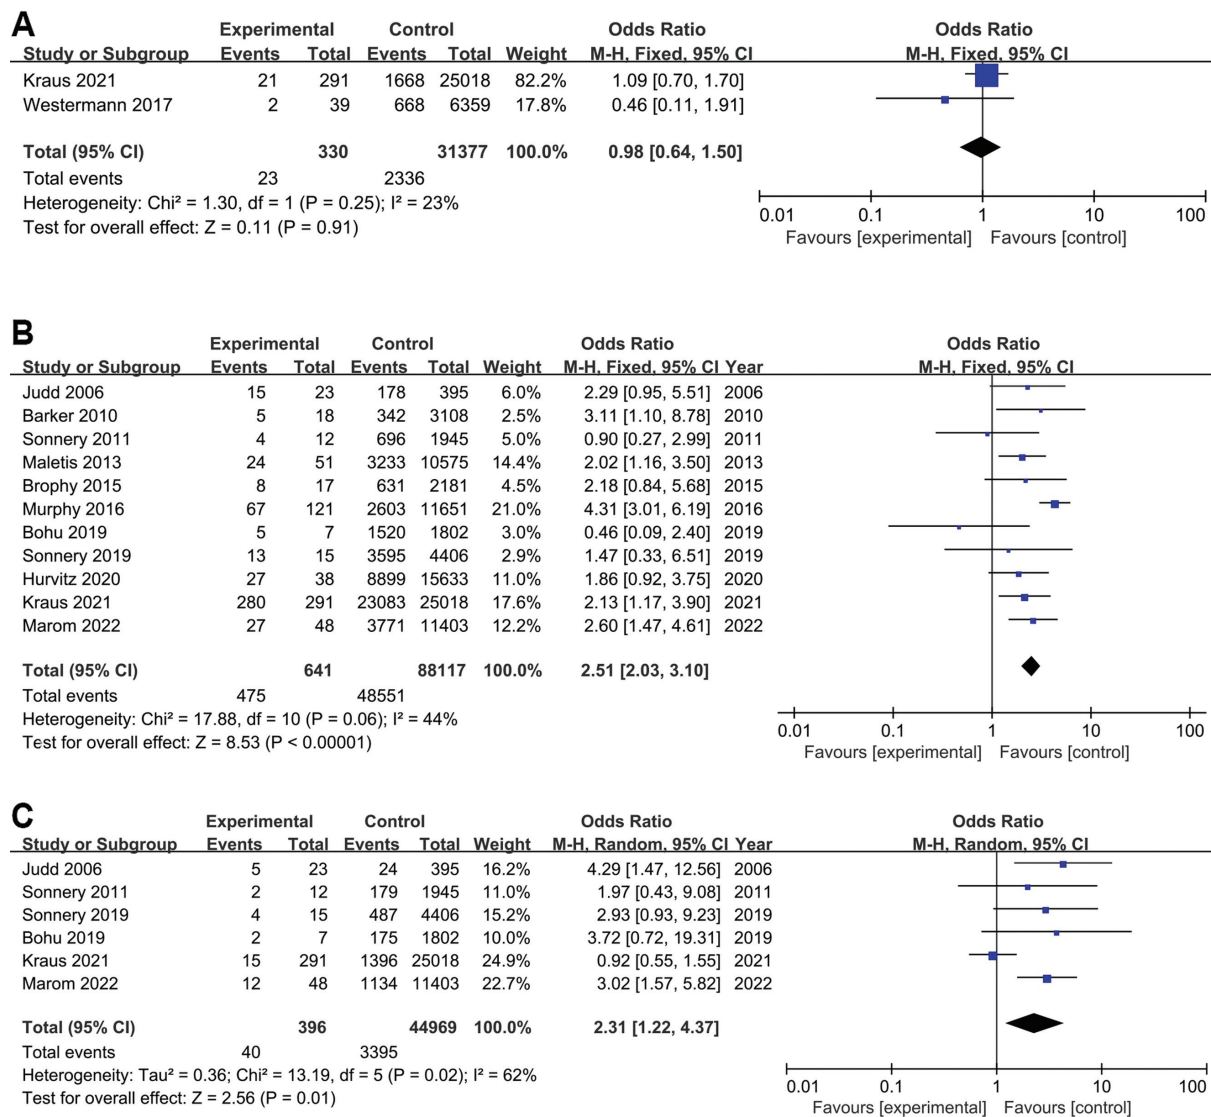 A
Experimental Control Odds Ratio Odds Ratio
Study or Subgroup Events Total Events Total Weight M-H, Fixed, 95% CI M-H, Fixed, 95% CI
Kraus 2021 21 291 1668 25018 82.2% 1.09 [0.70, 1.70]
Westermann 2017 2 39 668 6359 17.8% 0.46 [0.11, 1.91]
Total (95% CI) 330 31377 100.0% 0.98 [0.64, 1.50]
Total events 23 2336
Heterogeneity: Chi² = 1.30, df = 1 (P = 0.25); I² = 23%
Test for overall effect: Z = 0.11 (P = 0.91)
0.01 0.1 1 10 100
Favours [experimental] Favours [control]
B
Experimental Control Odds Ratio Odds Ratio
Study or Subgroup Events Total Events Total Weight M-H, Fixed, 95% CI Year M-H, Fixed, 95% CI
Judd 2006 15 23 178 395 6.0% 2.29 [0.95, 5.51] 2006
Barker 2010 5 18 342 3108 2.5% 3.11 [1.10, 8.78] 2010
Sonnery 2011 4 12 696 1945 5.0% 0.90 [0.27, 2.99] 2011
Maletis 2013 24 51 3233 10575 14.4% 2.02 [1.16, 3.50] 2013
Brophy 2015 8 17 631 2181 4.5% 2.18 [0.84, 5.68] 2015
Murphy 2016 67 121 2603 11651 21.0% 4.31 [3.01, 6.19] 2016
Bohu 2019 5 7 1520 1802 3.0% 0.46 [0.09, 2.40] 2019
Sonnery 2019 13 15 3595 4406 2.9% 1.47 [0.33, 6.51] 2019
Hurvitz 2020 27 38 8899 15633 11.0% 1.86 [0.92, 3.75] 2020
Kraus 2021 280 291 23083 25018 17.6% 2.13 [1.17, 3.90] 2021
Marom 2022 27 48 3771 11403 12.2% 2.60 [1.47, 4.61] 2022
Total (95% CI) 641 88117 100.0% 2.51 [2.03, 3.10]
Total events 475 48551
Heterogeneity: Chi² = 17.88, df = 10 (P = 0.06); I² = 44%
Test for overall effect: Z = 8.53 (P < 0.00001)
0.01 0.1 1 10 100
Favours [experimental] Favours [control]
C
Experimental Control Odds Ratio Odds Ratio
Study or Subgroup Events Total Events Total Weight M-H, Random, 95% CI Year M-H, Random, 95% CI
Judd 2006 5 23 24 395 16.2% 4.29 [1.47, 12.56] 2006
Sonnery 2011 2 12 179 1945 11.0% 1.97 [0.43, 9.08] 2011
Sonnery 2019 4 15 487 4406 15.2% 2.93 [0.93, 9.23] 2019
Bohu 2019 2 7 175 1802 10.0% 3.72 [0.72, 19.31] 2019
Kraus 2021 15 291 1396 25018 24.9% 0.92 [0.55, 1.55] 2021
Marom 2022 12 48 1134 11403 22.7% 3.02 [1.57, 5.82] 2022
Total (95% CI) 396 44969 100.0% 2.31 [1.22, 4.37]
Total events 40 3395
Heterogeneity: Tau² = 0.36; Chi² = 13.19, df = 5 (P = 0.02); I² = 62%
Test for overall effect: Z = 2.56 (P = 0.01)
0.01 0.1 1 10 100
Favours [experimental] Favours [control]